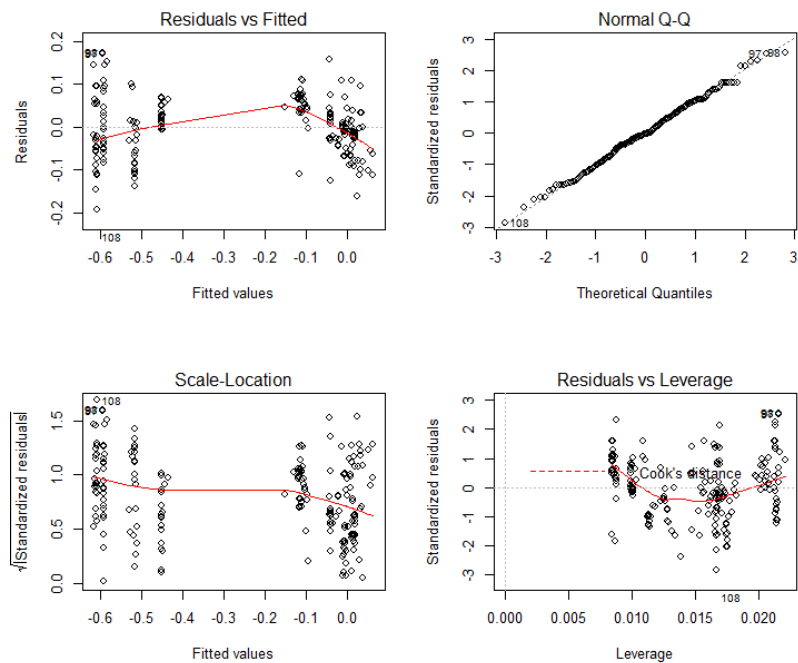 Residuals vs Fitted
Residuals
0.2
0.1
0.0
-0.1
-0.2
98
108
-0.6 -0.5 -0.4 -0.3 -0.2 -0.1 0.0
Fitted values
Normal Q-Q
Standardized residuals
3
2
1
0
-1
-2
-3
97 98
108
-3 -2 -1 0 1 2 3
Theoretical Quantiles
Scale-Location
√|Standardized residuals|
1.5
1.0
0.5
0.0
98
108
-0.6 -0.5 -0.4 -0.3 -0.2 -0.1 0.0
Fitted values
Residuals vs Leverage
Standardized residuals
3
2
1
0
-1
-3
98
Cook's distance
108
0.000 0.005 0.010 0.015 0.020
Leverage